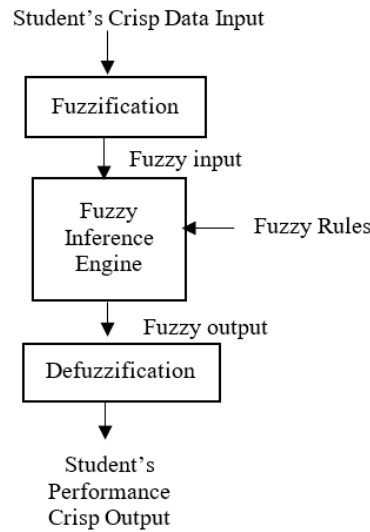 Student’s Crisp Data Input
Fuzzification
Fuzzy input
Fuzzy
Inference
Engine
Fuzzy Rules
Fuzzy output
Defuzzification
Student’s
Performance
Crisp Output